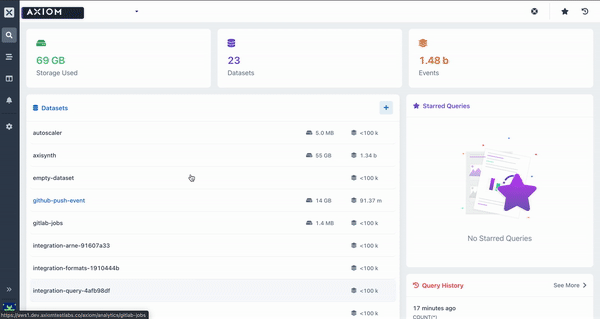 AXIOM
69 GB
Storage Used
23
Datasets
1.48 b
Events
Datasets
autoscaler 5.0 MB <100 k
axisynth 55 GB 1.34 b
empty-dataset <100 k
github-push-event 14 GB 91.37 m
gitlab-jobs 1.4 MB <100 k
integration-arne-91607a33 <100 k
integration-formats-1910444b <100 k
integration-query-4afb98df <100 k
Starred Queries
No Starred Queries
Query History
See More
17 minutes ago
COUNT(*)
https://aws1.dev.axiomtestlabs.co/axiom/analytics/gitlab-jobs